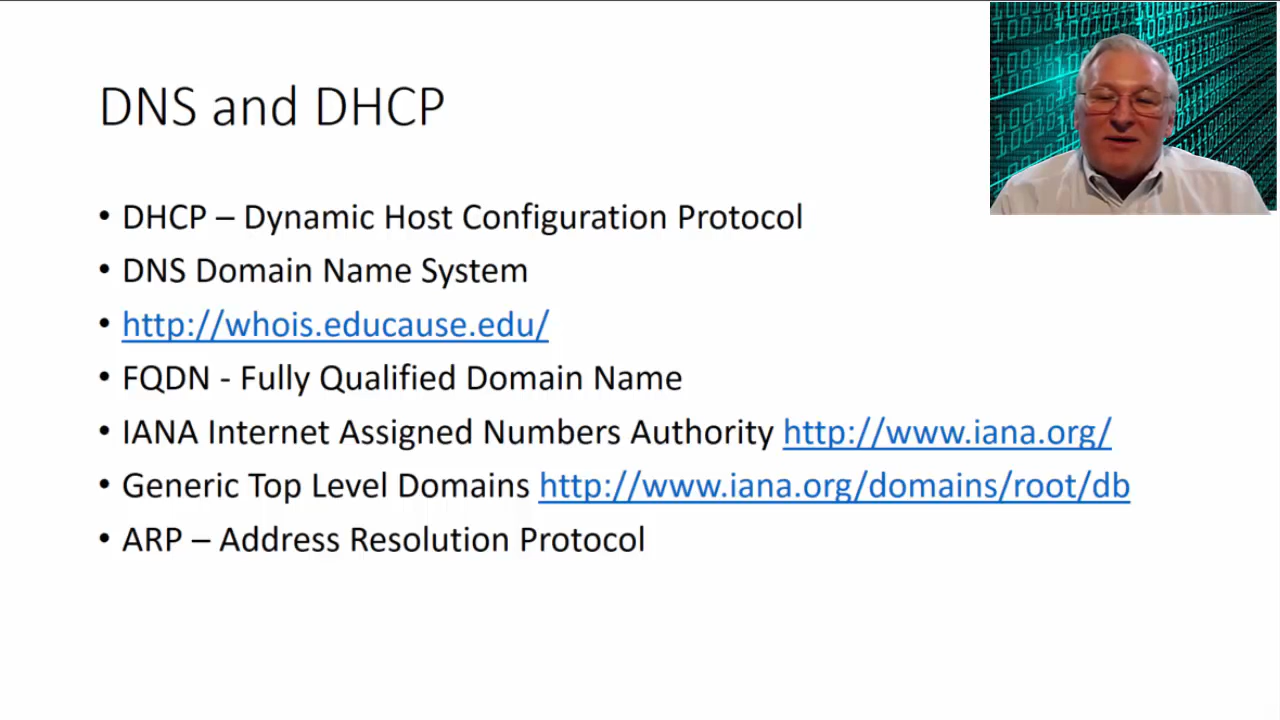 DNS and DHCP
• DHCP – Dynamic Host Configuration Protocol
• DNS Domain Name System
• http://whois.educause.edu/
• FQDN - Fully Qualified Domain Name
• IANA Internet Assigned Numbers Authority http://www.iana.org/
• Generic Top Level Domains http://www.iana.org/domains/root/db
• ARP – Address Resolution Protocol